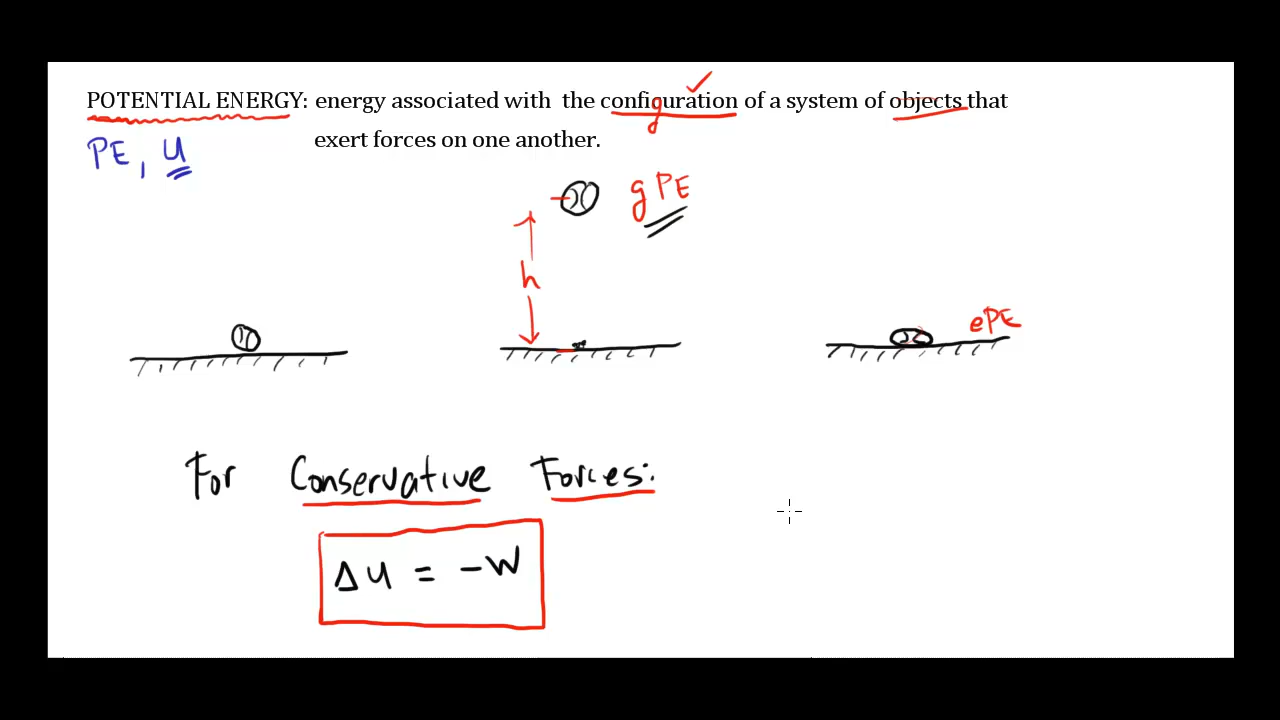 POTENTIAL ENERGY: energy associated with the configuration of a system of objects that
exert forces on one another.
PE, U
gPE
h
ePE
For Conservative Forces:
ΔU = -W